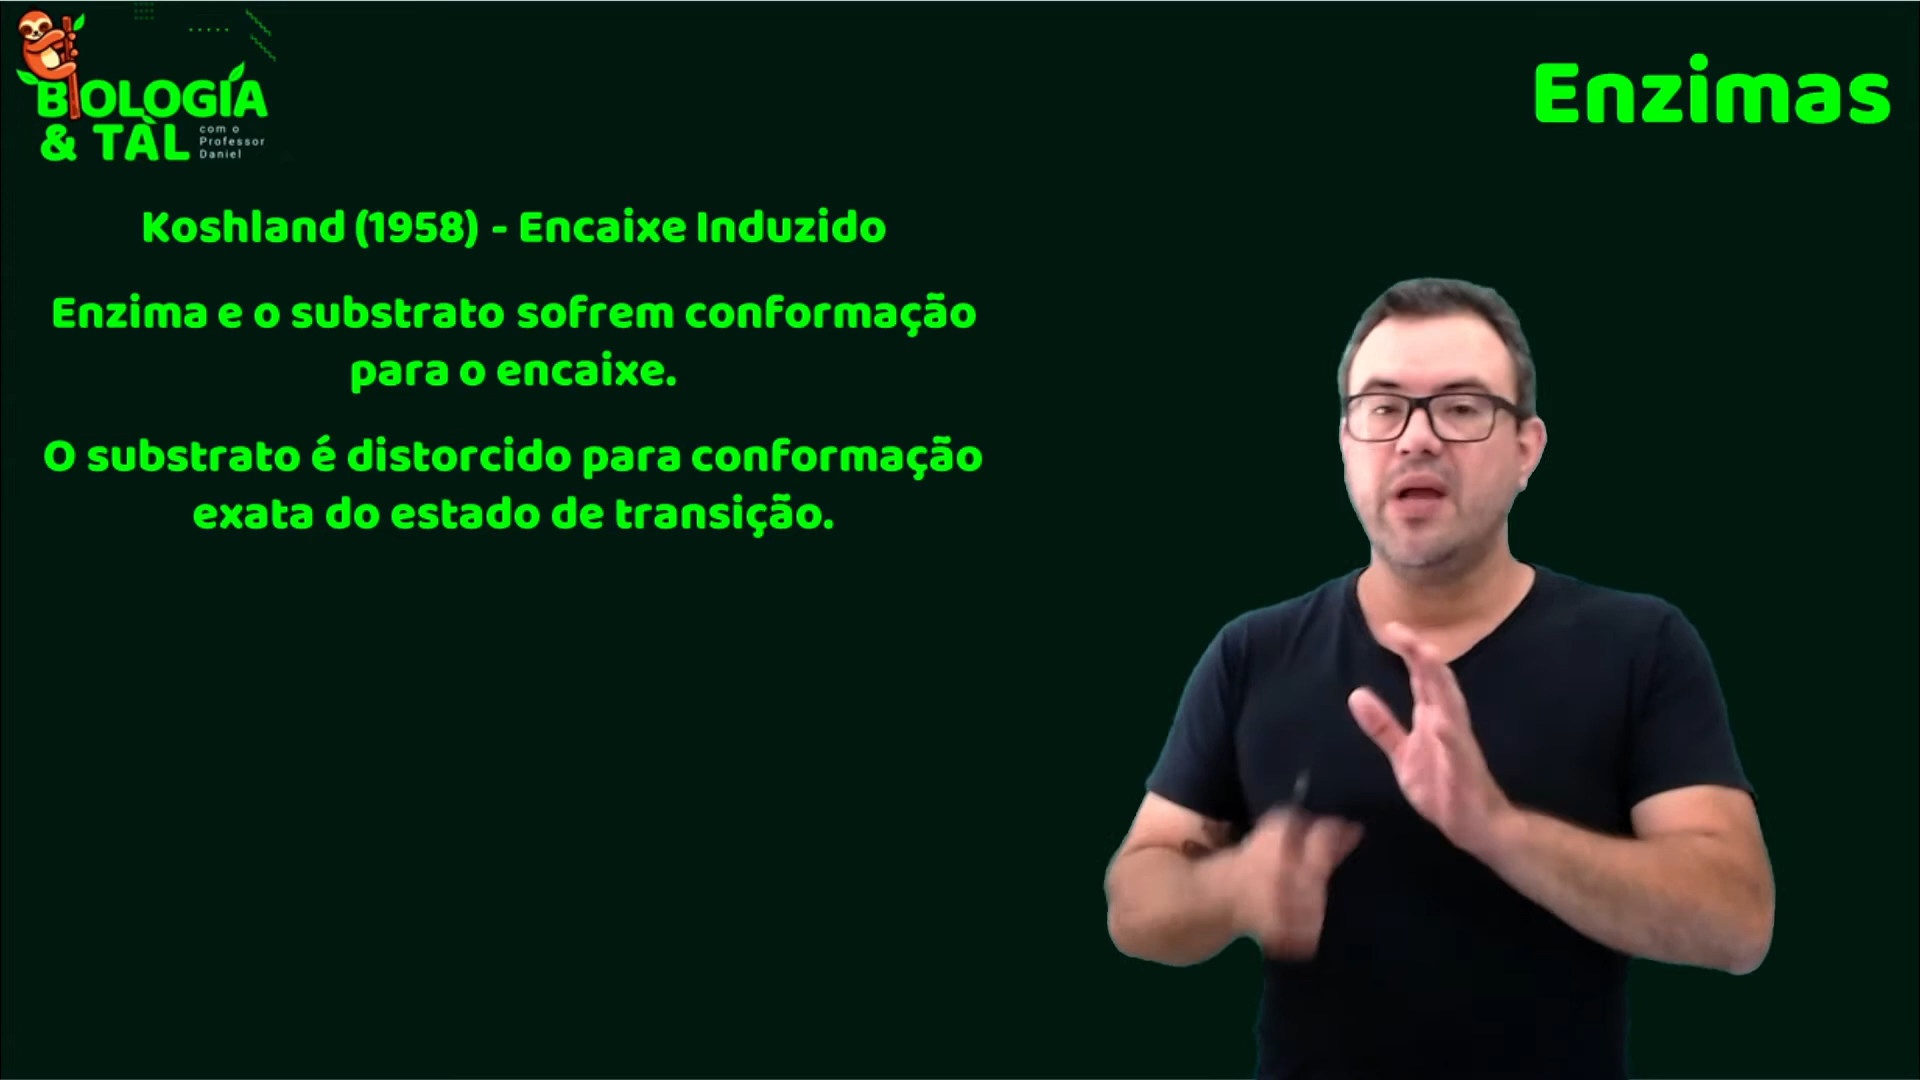 BIOLOGIA
& TAL
com o
Professor
Daniel
Enzimas
Koshland (1958) - Encaixe Induzido
Enzima e o substrato sofrem conformação
para o encaixe.
O substrato é distorcido para conformação
exata do estado de transição.